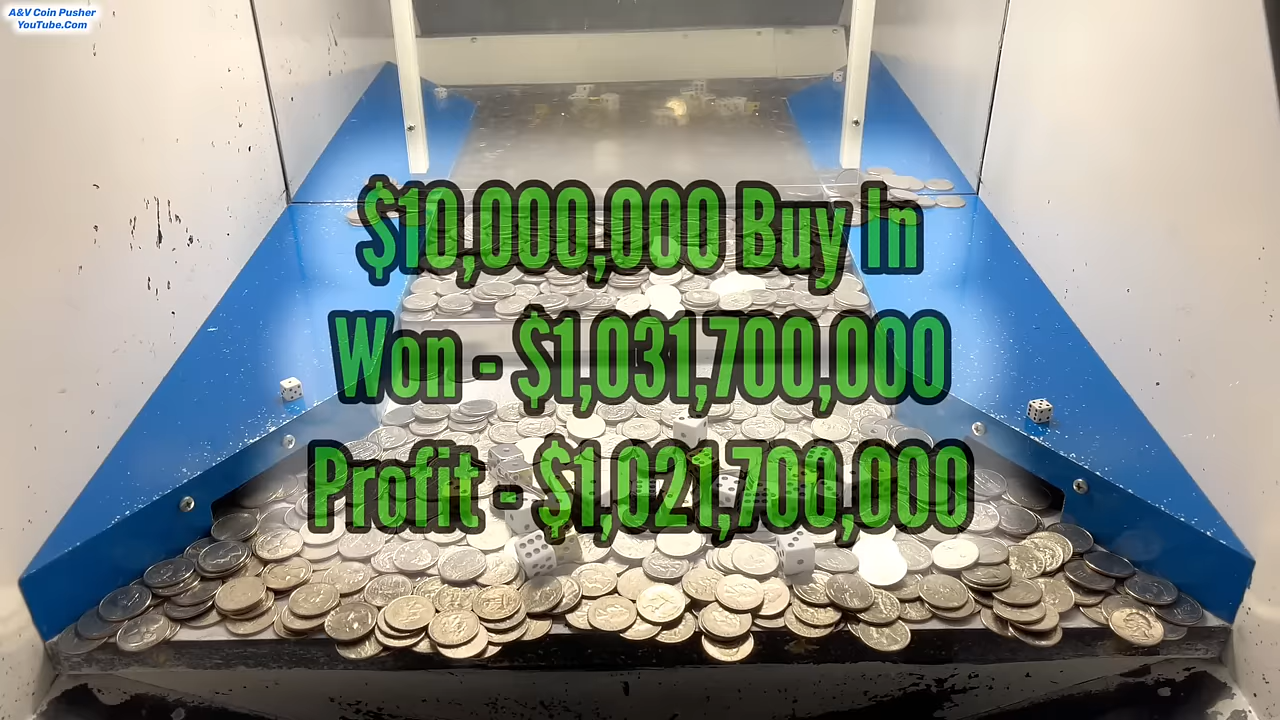 A&V Coin Pusher
YouTube.Com
$10,000,000 Buy In
Won - $1,031,700,000
Profit - $1,021,700,000